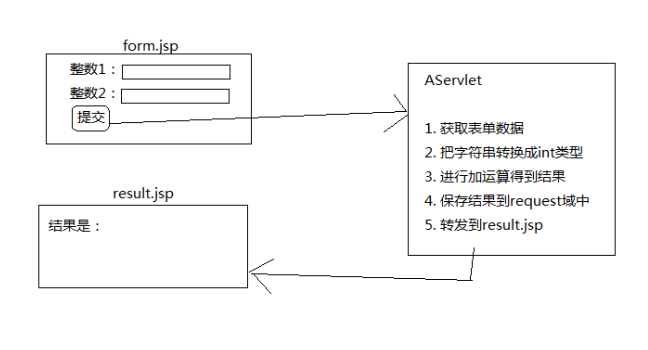 form.jsp
整数1：
整数2：
提交
AServlet
1. 获取表单数据
2. 把字符串转换成int类型
3. 进行加运算得到结果
4. 保存结果到request域中
5. 转发到result.jsp
result.jsp
结果是：